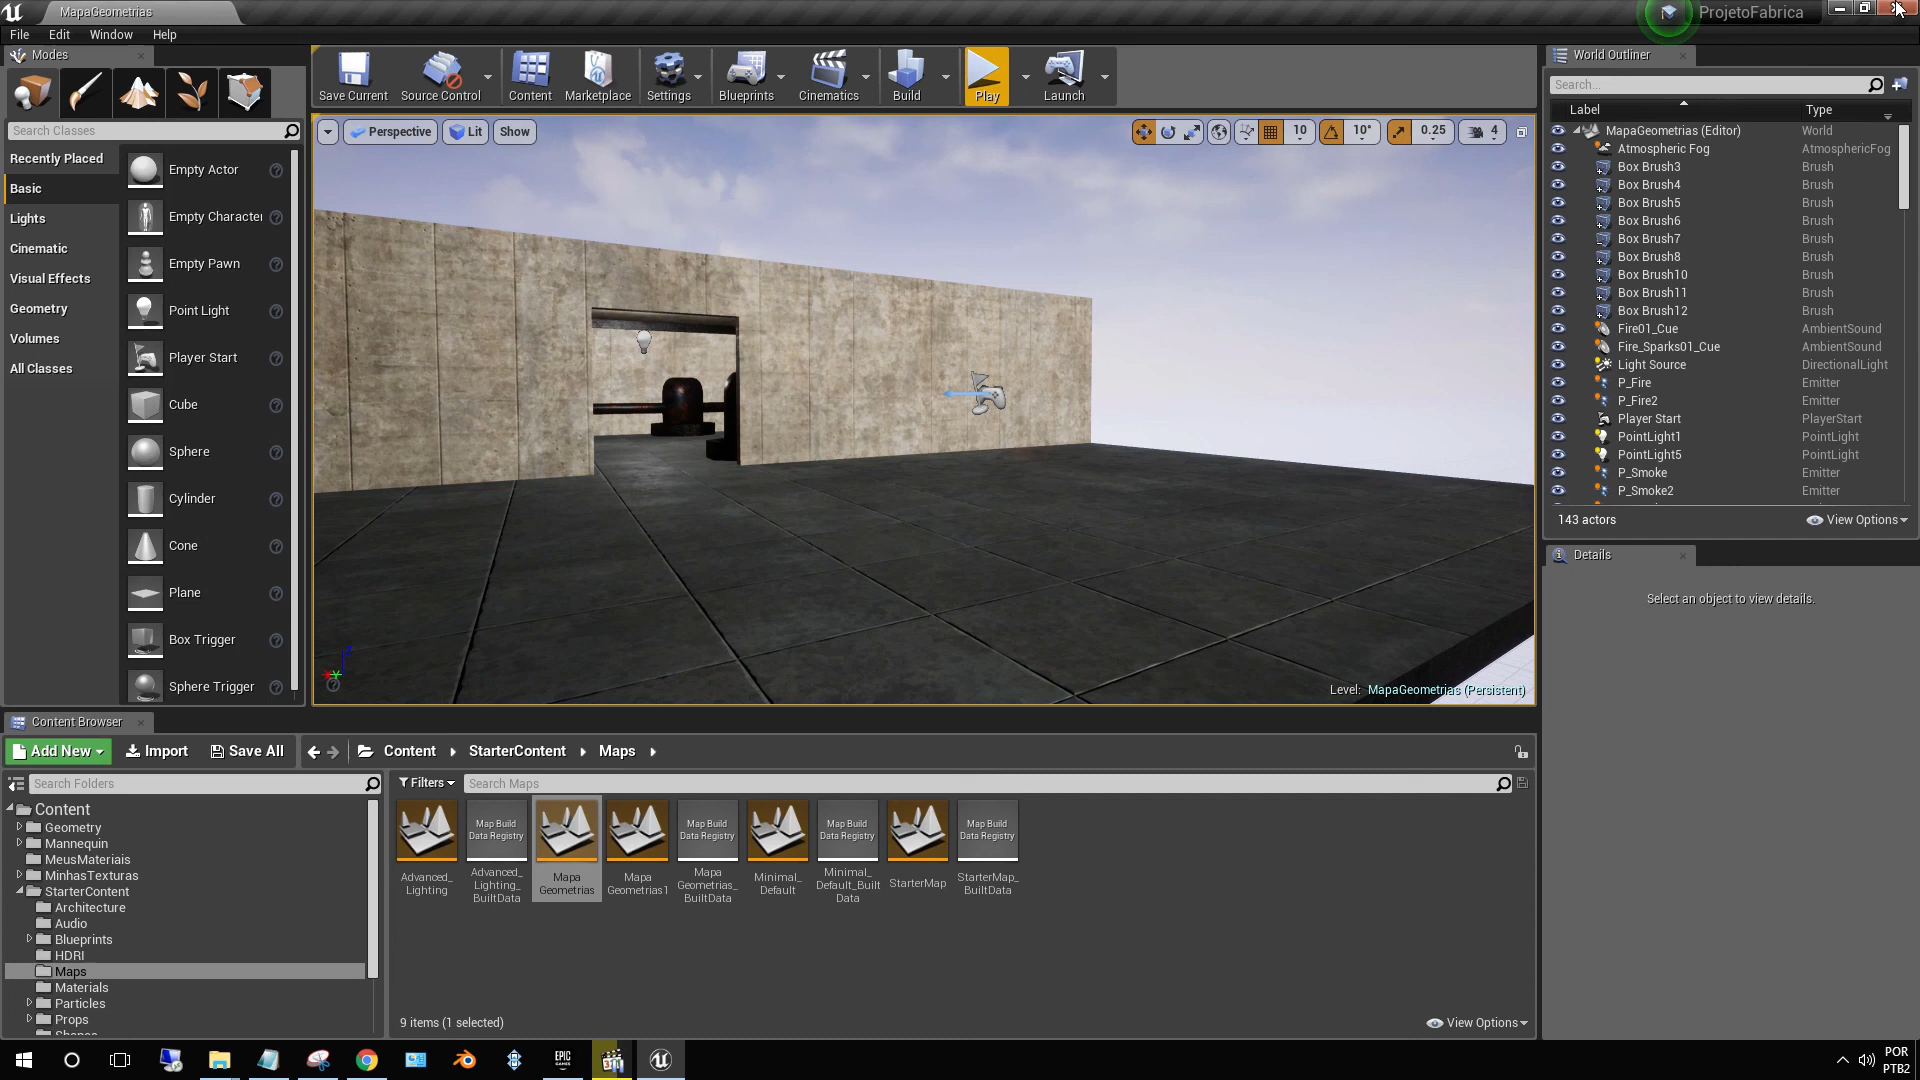 MapaGeometrias
ProjetoFabrica
File Edit Window Help
Modes
Search Classes
Recently Placed
Basic
Lights
Cinematic
Visual Effects
Geometry
Volumes
All Classes
Empty Actor
Empty Character
Empty Pawn
Point Light
Player Start
Cube
Sphere
Cylinder
Cone
Plane
Box Trigger
Sphere Trigger
Save Current Source Control Content Marketplace Settings Blueprints Cinematics Build Play Launch
Perspective Lit Show
10 10° 0.25 4
Level: MapaGeometrias (Persistent)
World Outliner
Search...
Label Type
MapaGeometrias (Editor) World
Atmospheric Fog AtmosphericFog
Box Brush3 Brush
Box Brush4 Brush
Box Brush5 Brush
Box Brush6 Brush
Box Brush7 Brush
Box Brush8 Brush
Box Brush10 Brush
Box Brush11 Brush
Box Brush12 Brush
Fire01_Cue AmbientSound
Fire_Sparks01_Cue AmbientSound
Light Source DirectionalLight
P_Fire Emitter
P_Fire2 Emitter
Player Start PlayerStart
PointLight1 PointLight
PointLight5 PointLight
P_Smoke Emitter
P_Smoke2 Emitter
143 actors View Options
Details
Select an object to view details.
Content Browser
Add New Import Save All Content StarterContent Maps
Search Folders
Content
Geometry
Mannequin
MeusMateriais
MinhasTexturas
StarterContent
Architecture
Audio
Blueprints
HDRI
Maps
Materials
Particles
Props
Shapes
Filters Search Maps
Advanced_
Lighting
Map Build
Data Registry
Advanced_
Lighting_
BuiltData
Mapa
Geometrias
Mapa
Geometrias1
Map Build
Data Registry
Mapa
Geometrias_
BuiltData
Minimal_
Default
Map Build
Data Registry
Minimal_
Default_Built
Data
StarterMap
Map Build
Data Registry
StarterMap_
BuiltData
9 items (1 selected) View Options
EPIC
GAMES
POR
PTB2